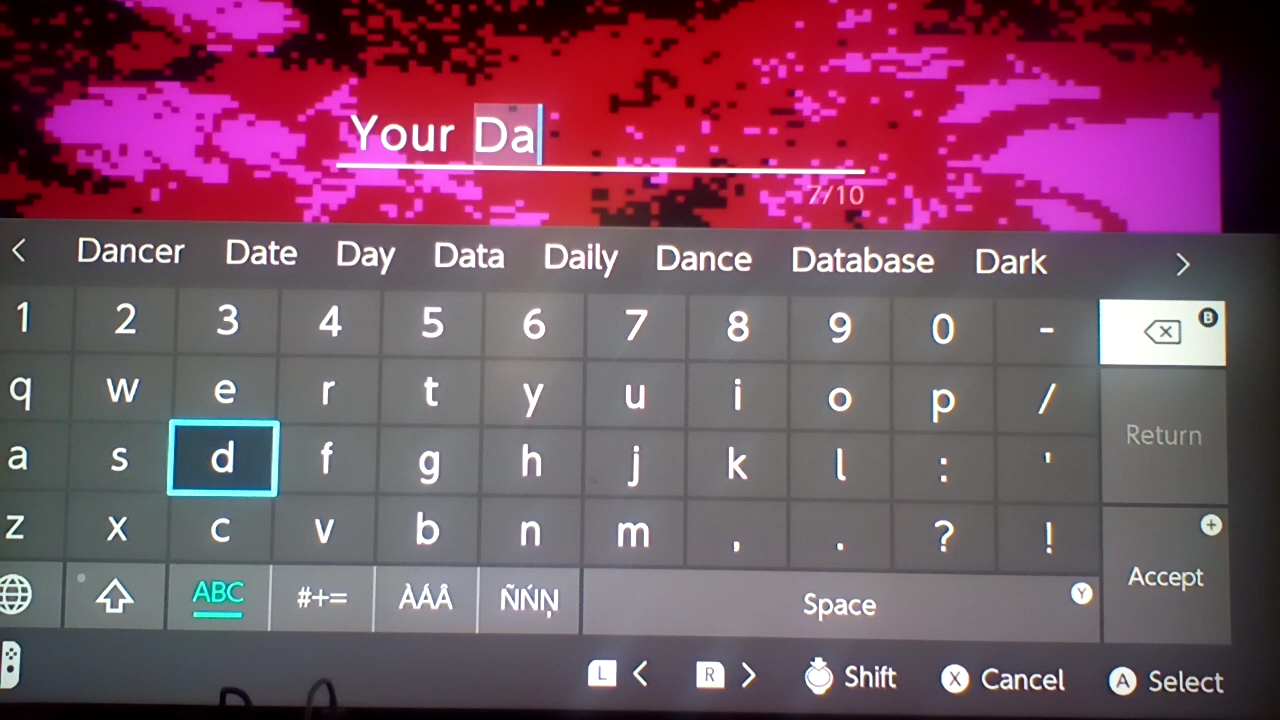 Your Da
7/10
< Dancer Date Day Data Daily Dance Database Dark >
1 2 3 4 5 6 7 8 9 0 - B
q w e r t y u i o p /
Return
a s d f g h j k l : '
z x c v b n m , . ? ! +
Accept
ABC #+= ÀÁÂ ÑŃŅ Space Y
L < R > Shift X Cancel A Select